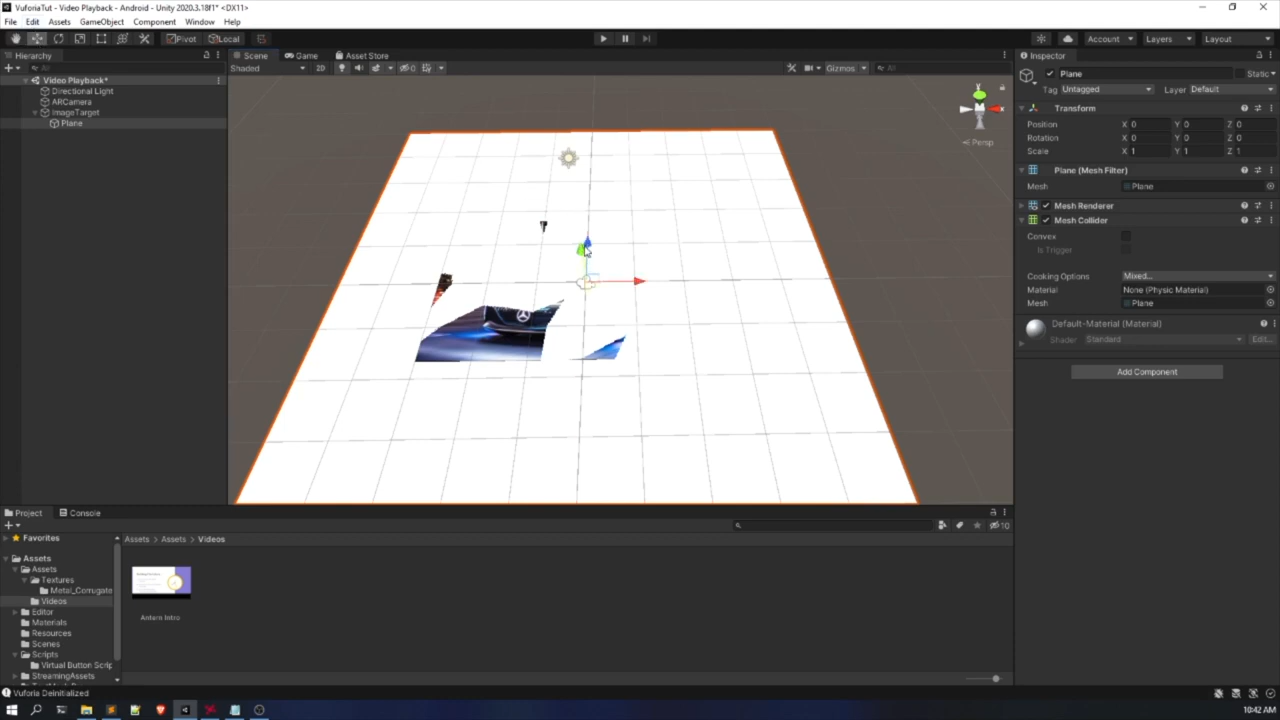 VuforiaTut - Video Playback - Android - Unity 2020.3.18f1* <DX11>
File Edit Assets GameObject Component Window Help
Pivot Local
Account Layers Layout
Hierarchy
Scene Game Asset Store
Inspector
All
Shaded 2D 0 Gizmos All
Video Playback*
Directional Light
ARCamera
ImageTarget
Plane
Persp
Plane Static
Tag Untagged Layer Default
Transform
Position X 0 Y 0 Z 0
Rotation X 0 Y 0 Z 0
Scale X 1 Y 1 Z 1
Plane (Mesh Filter)
Mesh Plane
Mesh Renderer
Mesh Collider
Convex
Is Trigger
Cooking Options Mixed...
Material None (Physic Material)
Mesh Plane
Default-Material (Material)
Shader Standard Edit...
Add Component
Project Console
10
Favorites
Assets
Assets
Textures
Metal_Corrugate
Videos
Editor
Materials
Resources
Scenes
Scripts
Virtual Button Scrip
StreamingAssets
Assets > Assets > Videos
Antarn Intro
Vuforia Deinitialized
10:42 AM